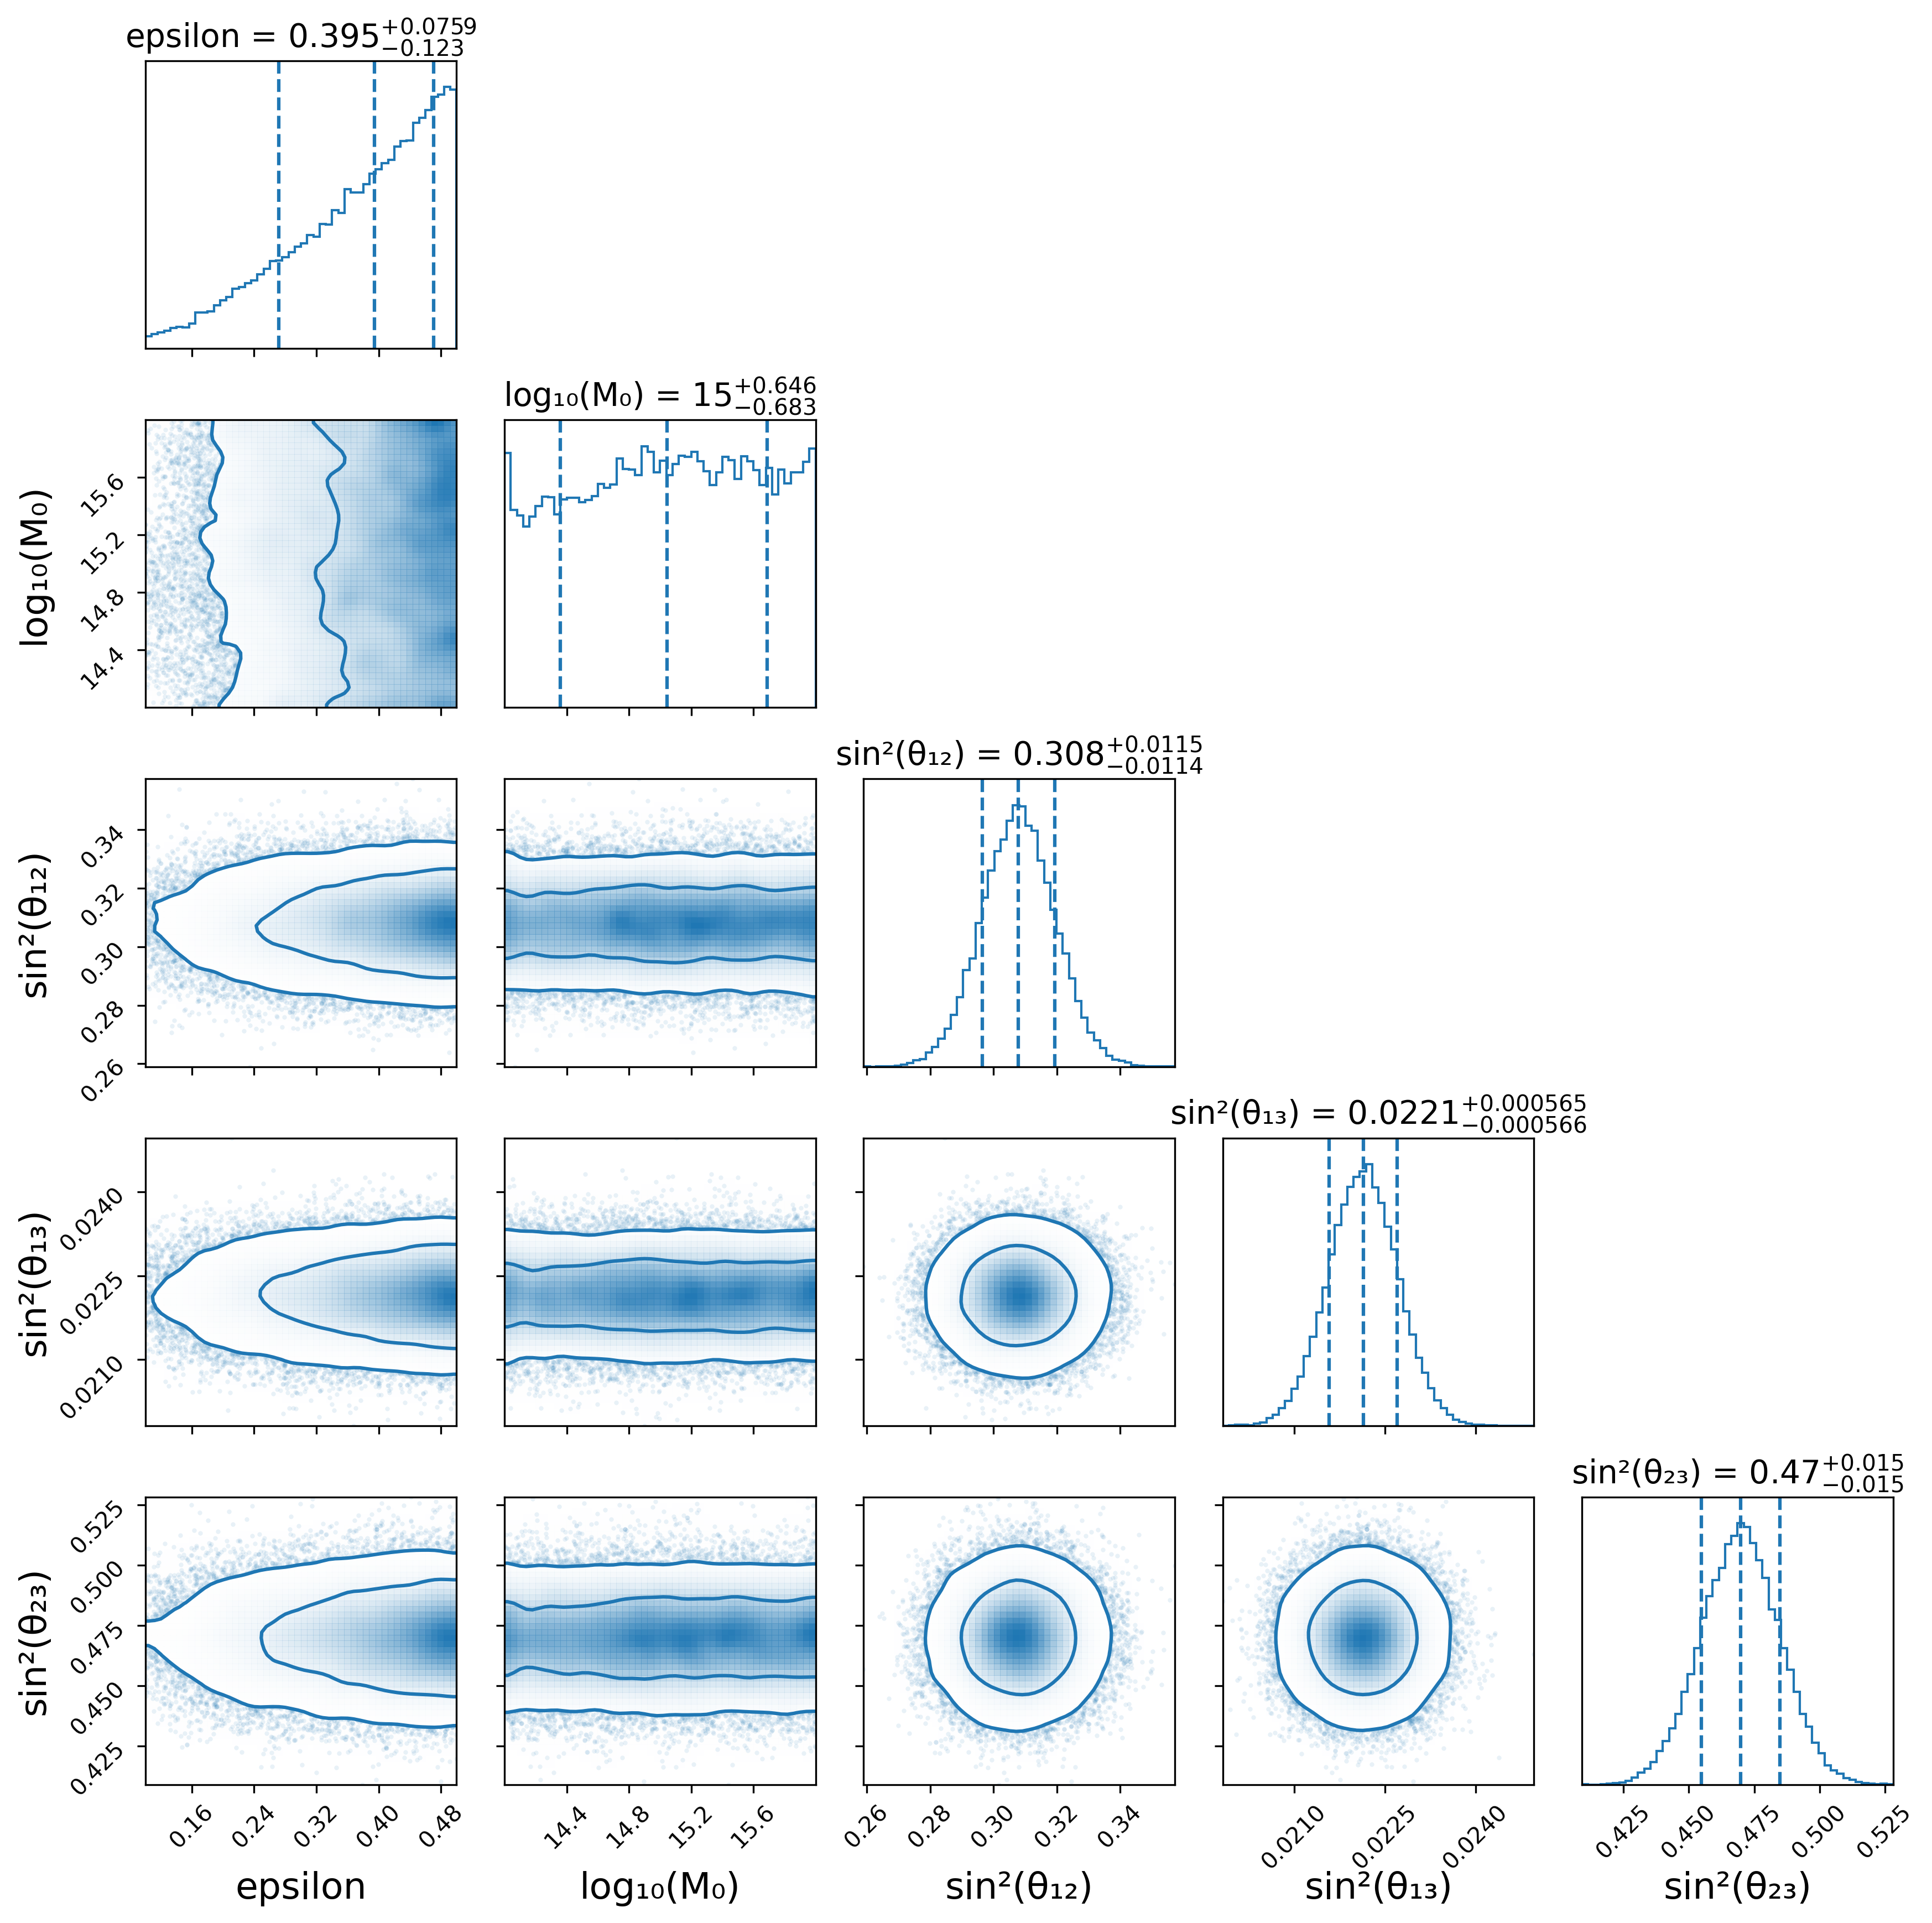 epsilon = 0.395+0.0759−0.123
log₁₀(M₀) = 15+0.646−0.683
log₁₀(M₀)
15.6
15.2
14.8
14.4
sin²(θ₁₂) = 0.308+0.0115−0.0114
sin²(θ₁₂)
0.34
0.32
0.30
0.28
0.26
sin²(θ₁₃) = 0.0221+0.000565−0.000566
sin²(θ₁₃)
0.0240
0.0225
0.0210
sin²(θ₂₃) = 0.47+0.015−0.015
sin²(θ₂₃)
0.525
0.500
0.475
0.450
0.425
0.16 0.24 0.32 0.40 0.48
14.4 14.8 15.2 15.6
0.26 0.28 0.30 0.32 0.34
0.0210 0.0225 0.0240
0.425 0.450 0.475 0.500 0.525
epsilon
log₁₀(M₀)
sin²(θ₁₂)
sin²(θ₁₃)
sin²(θ₂₃)